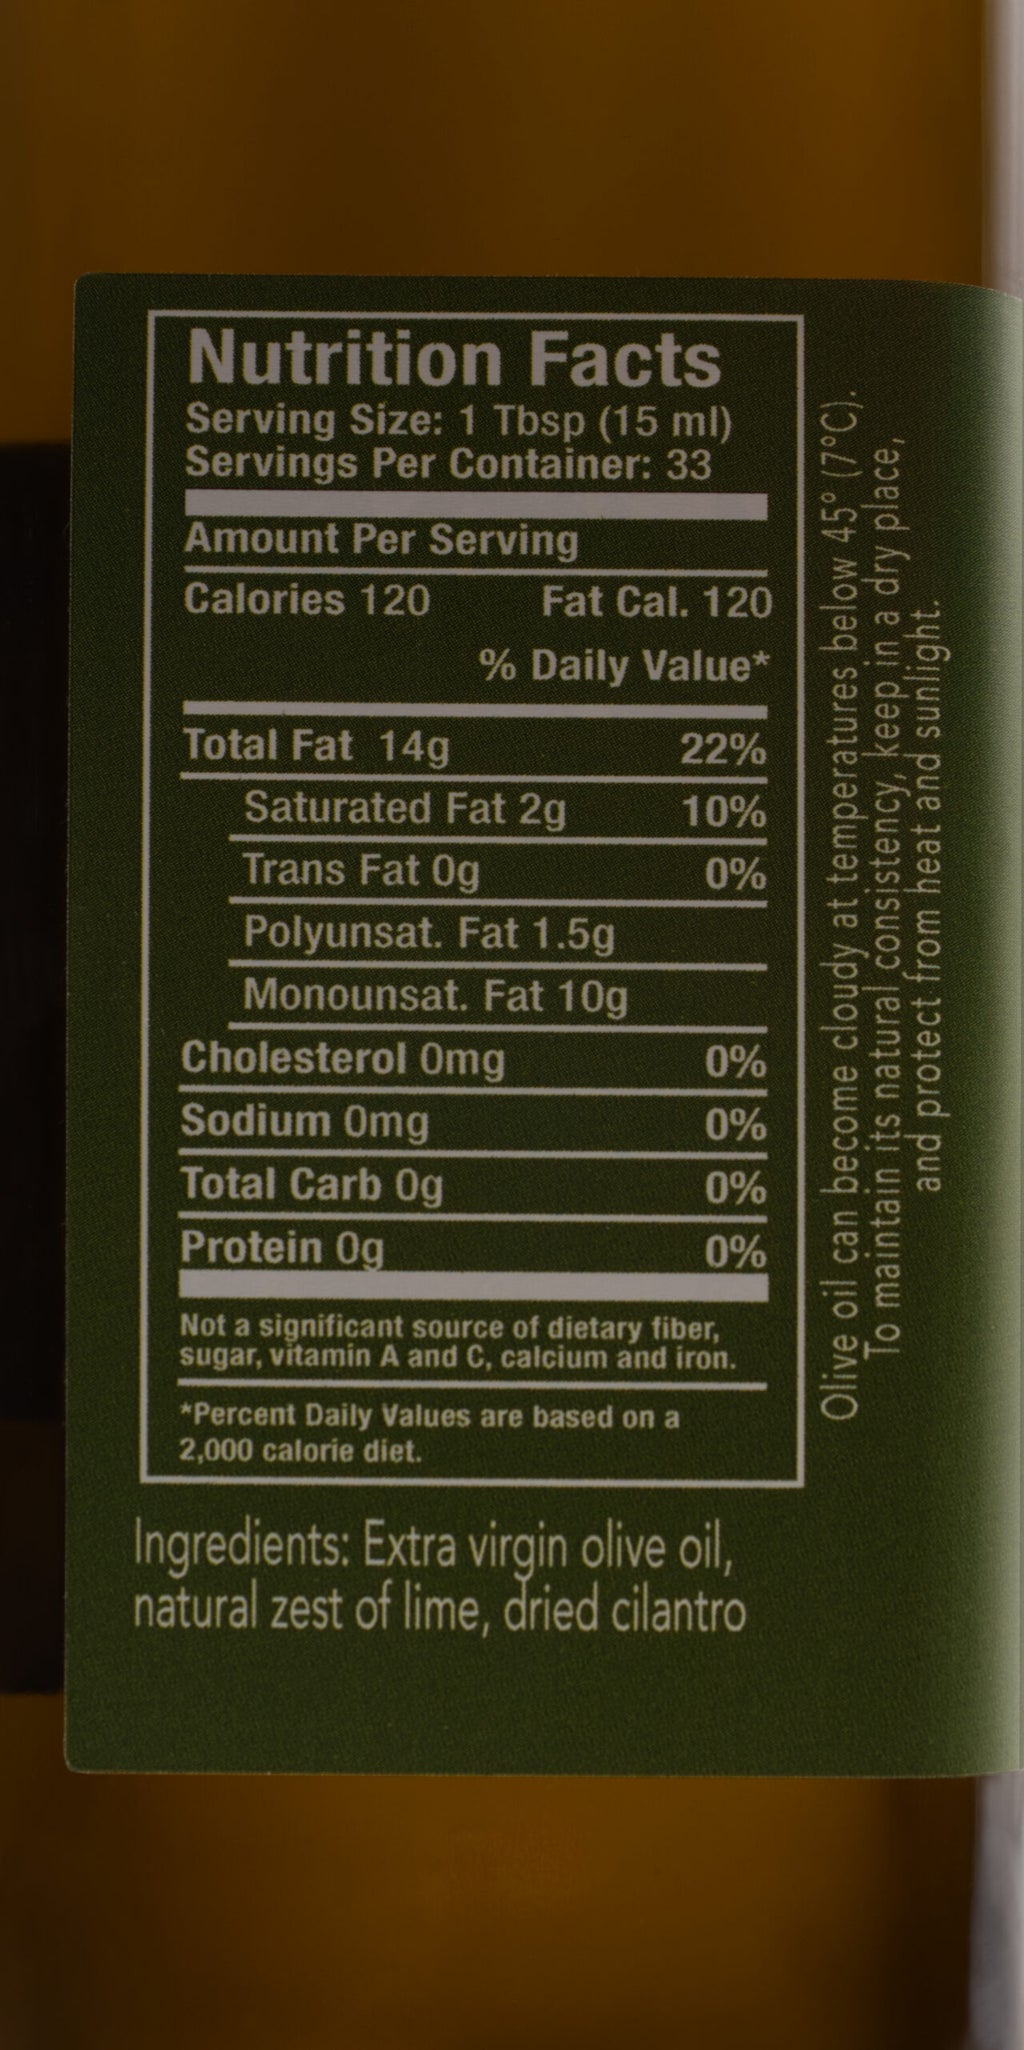 Nutrition Facts
Serving Size: 1 Tbsp (15 ml)
Servings Per Container: 33
Amount Per Serving
Calories 120 Fat Cal. 120
% Daily Value*
Total Fat 14g 22%
Saturated Fat 2g 10%
Trans Fat 0g 0%
Polyunsat. Fat 1.5g
Monounsat. Fat 10g
Cholesterol 0mg 0%
Sodium 0mg 0%
Total Carb 0g 0%
Protein 0g 0%
Not a significant source of dietary fiber,
sugar, vitamin A and C, calcium and iron.
*Percent Daily Values are based on a
2,000 calorie diet.
Ingredients: Extra virgin olive oil,
natural zest of lime, dried cilantro
Olive oil can become cloudy at temperatures below 45° (7°C).
To maintain its natural consistency, keep in a dry place,
and protect from heat and sunlight.